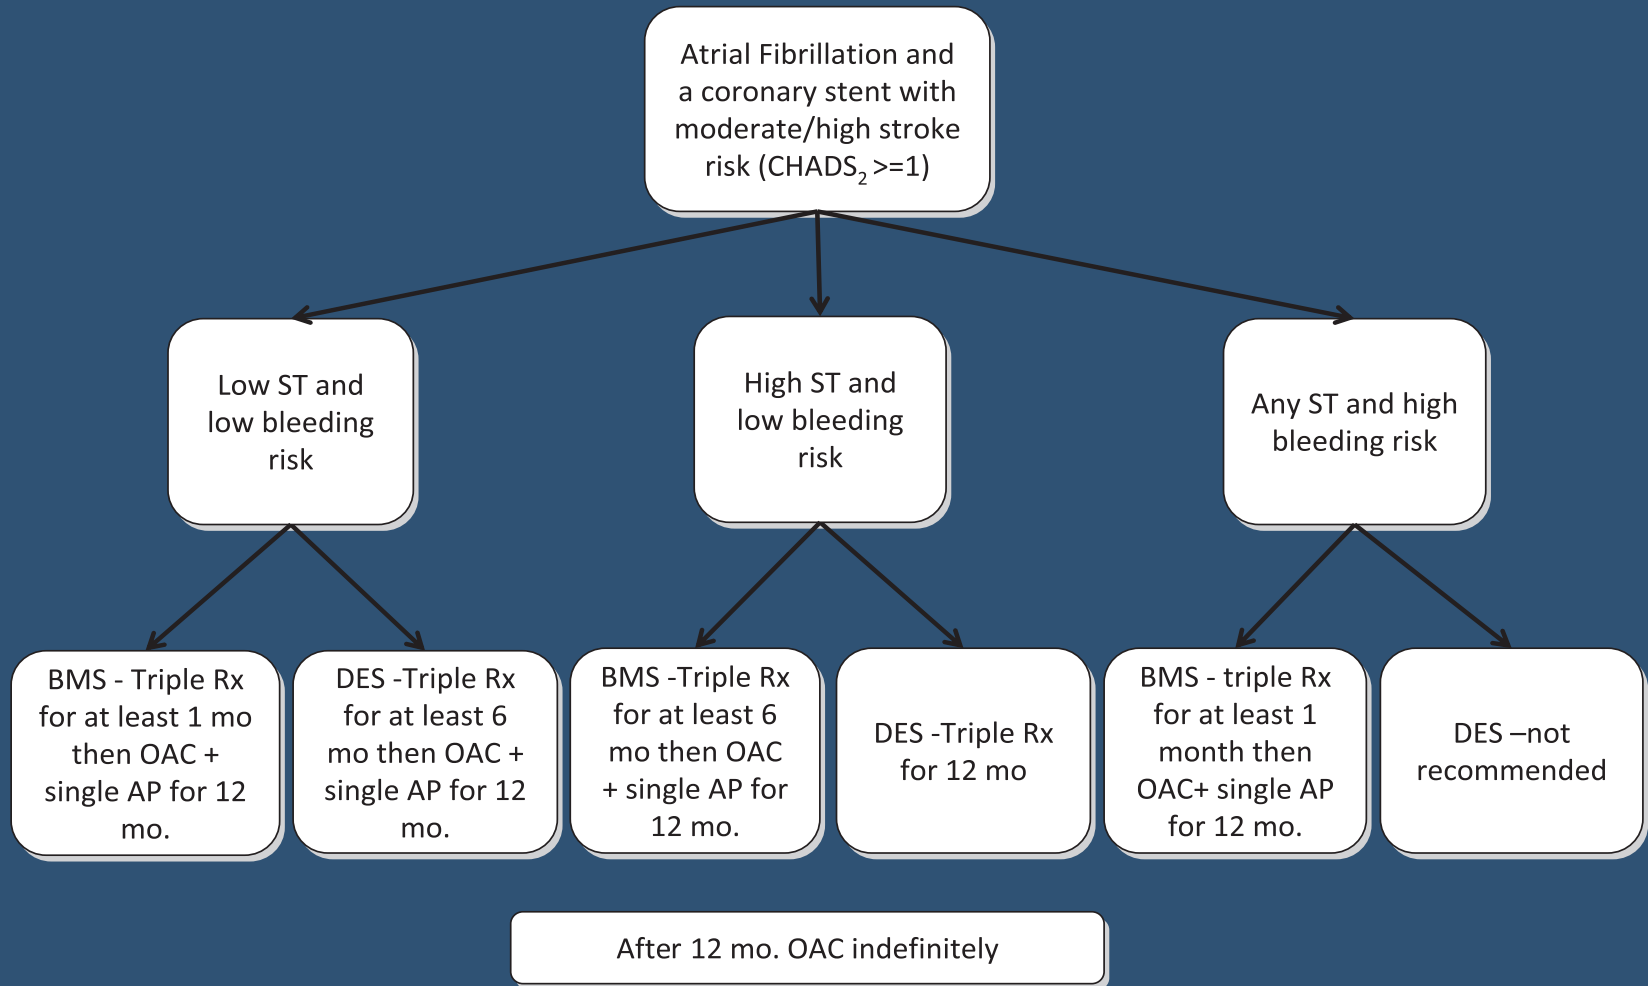 Atrial Fibrillation and
a coronary stent with
moderate/high stroke
risk (CHADS₂ >=1)
Low ST and
low bleeding
risk
High ST and
low bleeding
risk
Any ST and high
bleeding risk
BMS - Triple Rx
for at least 1 mo
then OAC +
single AP for 12
mo.
DES -Triple Rx
for at least 6
mo then OAC +
single AP for 12
mo.
BMS -Triple Rx
for at least 6
mo then OAC
+ single AP for
12 mo.
DES -Triple Rx
for 12 mo
BMS - triple Rx
for at least 1
month then
OAC+ single AP
for 12 mo.
DES –not
recommended
After 12 mo. OAC indefinitely